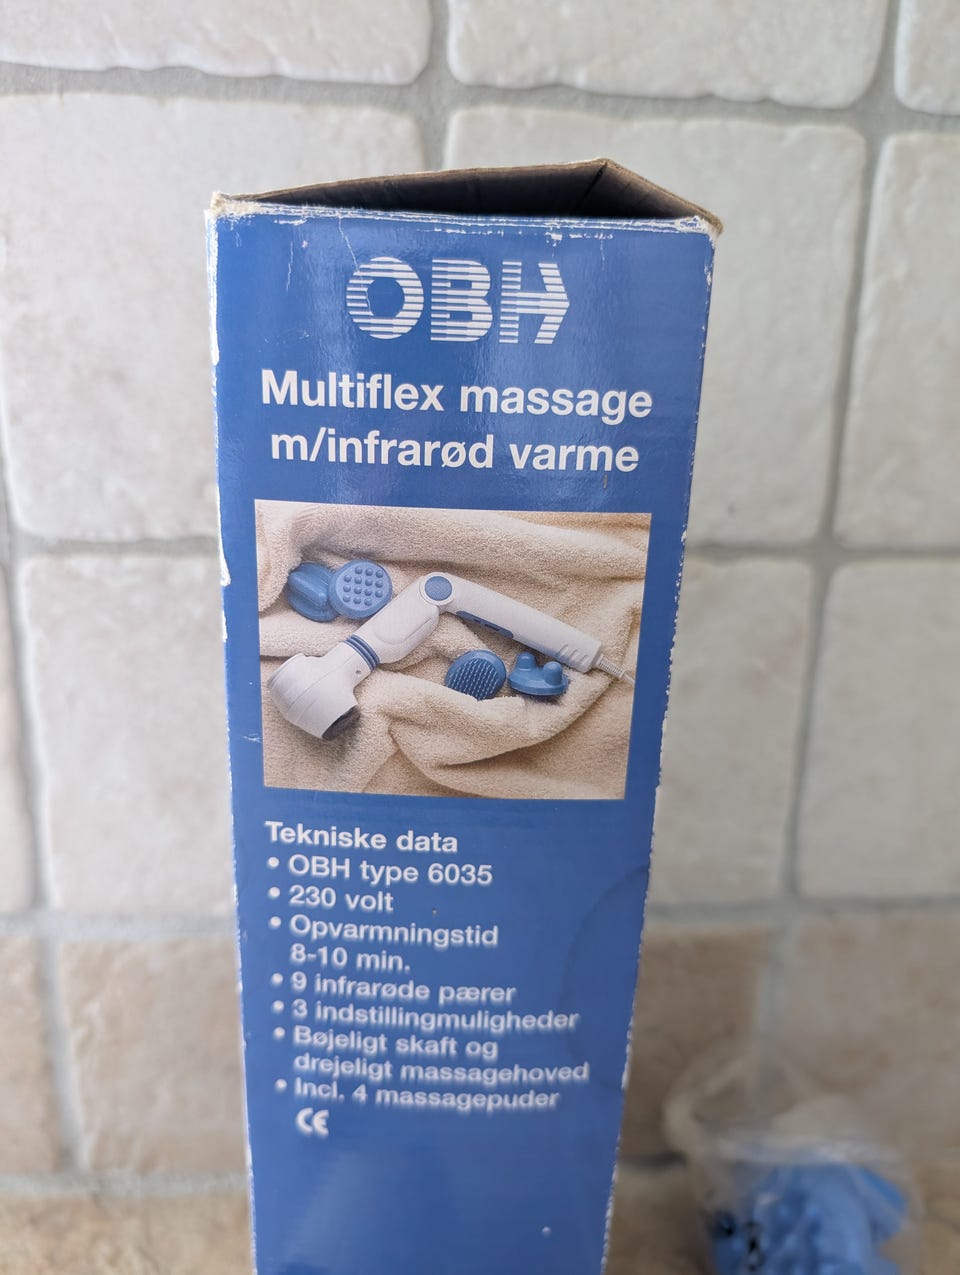 OBH
Multiflex massage
m/infrarød varme
Tekniske data
• OBH type 6035
• 230 volt
• Opvarmningstid
8-10 min.
• 9 infrarøde pærer
• 3 indstillingmuligheder
• Bøjeligt skaft og
drejeligt massagehoved
• Incl. 4 massagepuder
CE